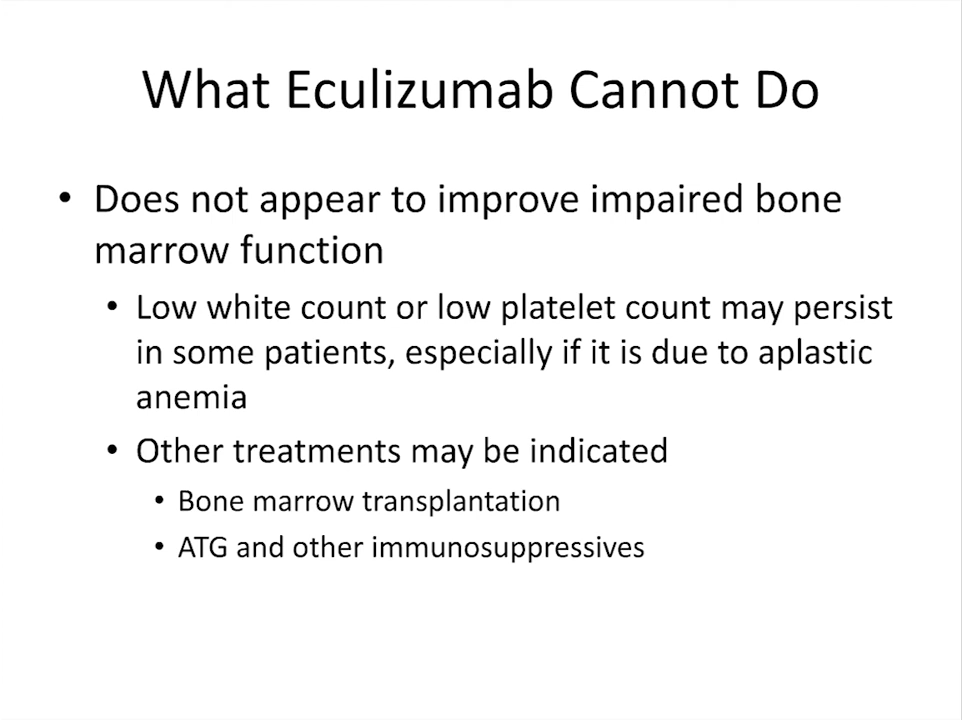 What Eculizumab Cannot Do
• Does not appear to improve impaired bone
marrow function
• Low white count or low platelet count may persist
in some patients, especially if it is due to aplastic
anemia
• Other treatments may be indicated
• Bone marrow transplantation
• ATG and other immunosuppressives